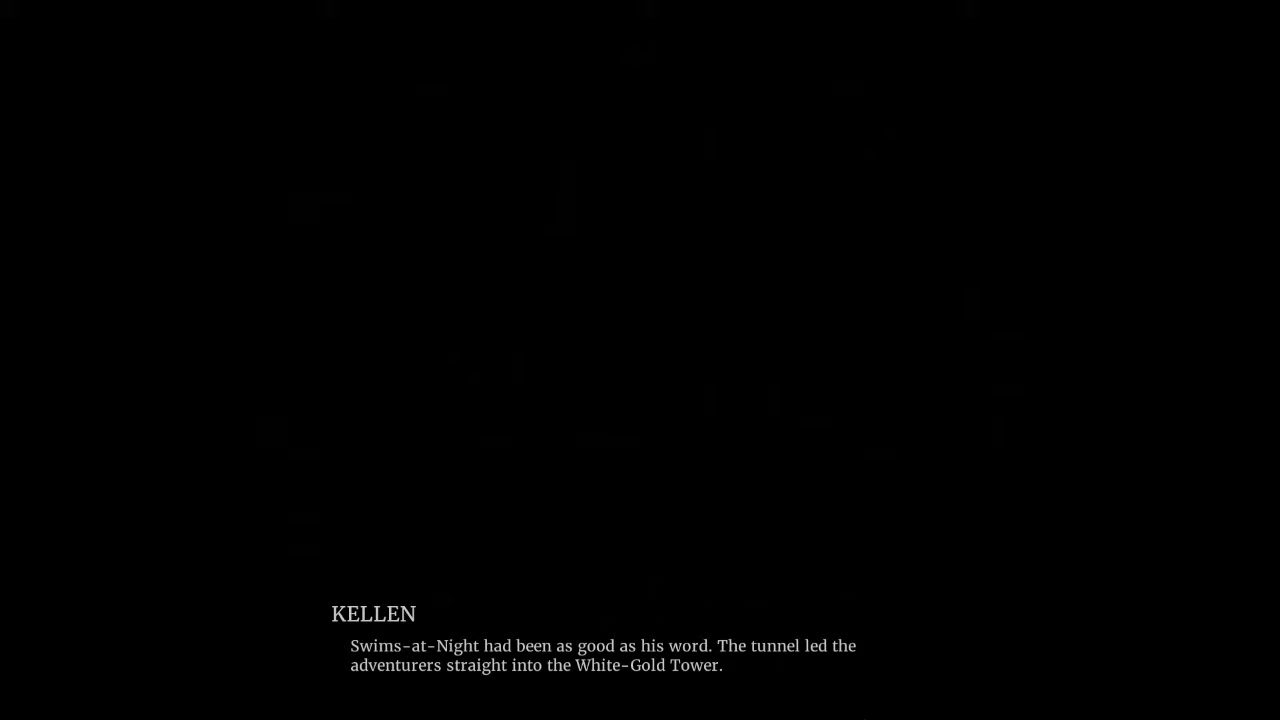 KELLEN
Swims-at-Night had been as good as his word. The tunnel led the
adventurers straight into the White-Gold Tower.